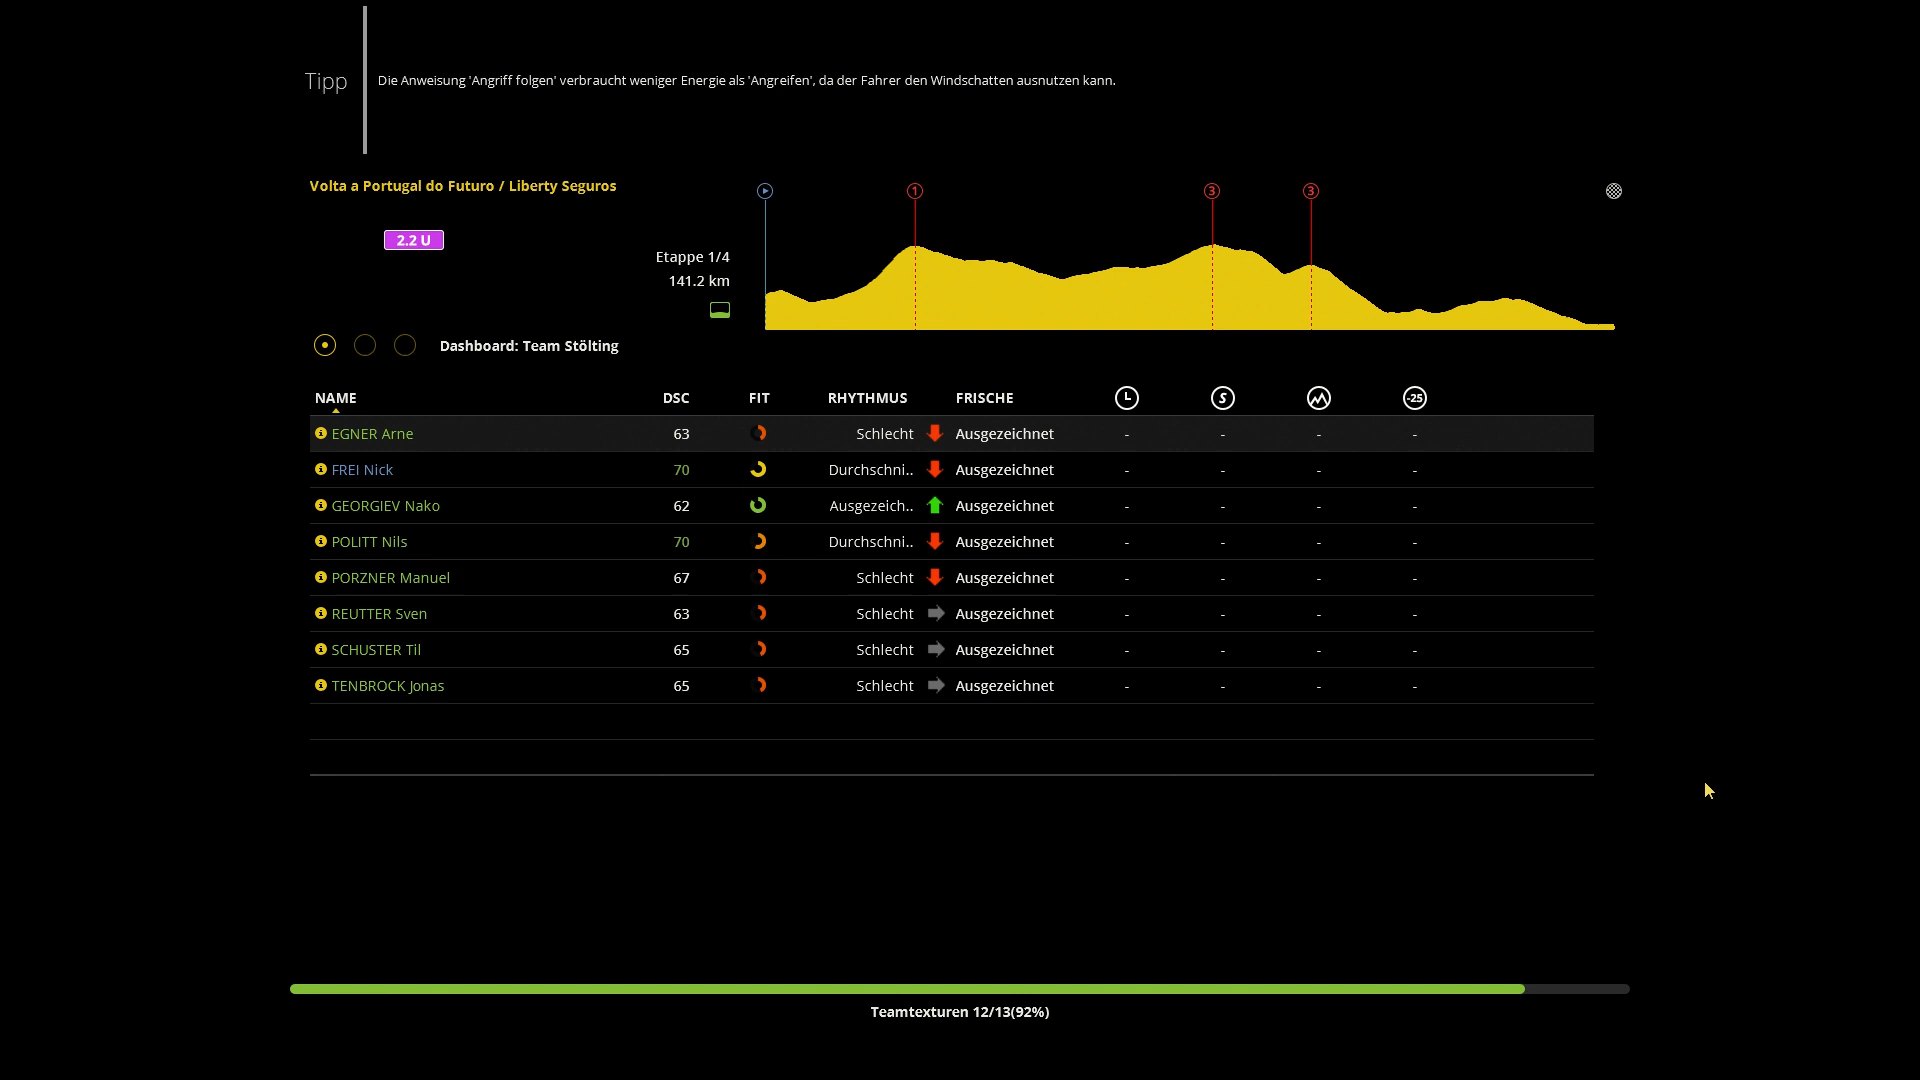 Tipp
Die Anweisung 'Angriff folgen' verbraucht weniger Energie als 'Angreifen', da der Fahrer den Windschatten ausnutzen kann.
Volta a Portugal do Futuro / Liberty Seguros
1 3 3
2.2 U
Etappe 1/4
141.2 km
Dashboard: Team Stölting
NAME DSC FIT RHYTHMUS FRISCHE S -25
EGNER Arne 63 Schlecht Ausgezeichnet - - - -
FREI Nick 70 Durchschni.. Ausgezeichnet - - - -
GEORGIEV Nako 62 Ausgezeich.. Ausgezeichnet - - - -
POLITT Nils 70 Durchschni.. Ausgezeichnet - - - -
PORZNER Manuel 67 Schlecht Ausgezeichnet - - - -
REUTTER Sven 63 Schlecht Ausgezeichnet - - - -
SCHUSTER Til 65 Schlecht Ausgezeichnet - - - -
TENBROCK Jonas 65 Schlecht Ausgezeichnet - - - -
Teamtexturen 12/13(92%)